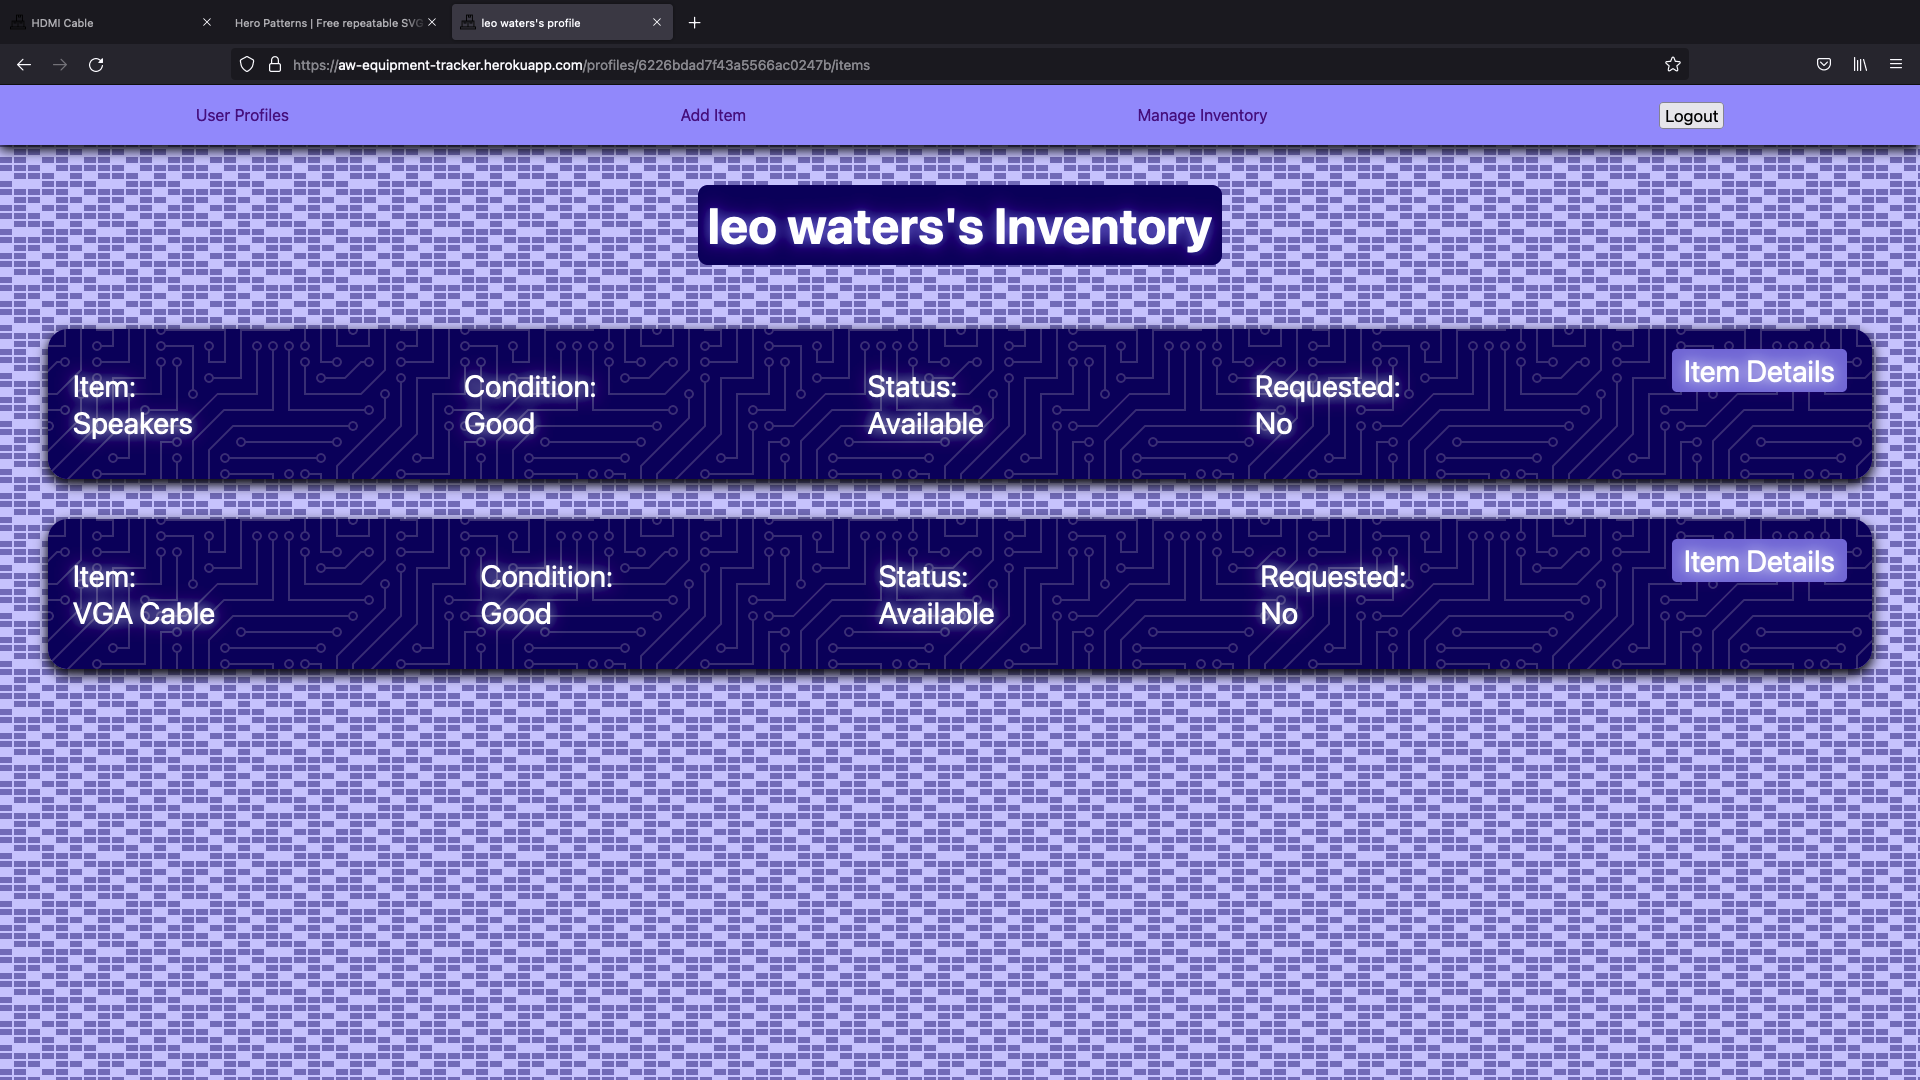 HDMI Cable
Hero Patterns | Free repeatable SVG
leo waters's profile
https://aw-equipment-tracker.herokuapp.com/profiles/6226bdad7f43a5566ac0247b/items
User Profiles
Add Item
Manage Inventory
Logout
leo waters's Inventory
Item:
Speakers
Condition:
Good
Status:
Available
Requested:
No
Item Details
Item:
VGA Cable
Condition:
Good
Status:
Available
Requested:
No
Item Details